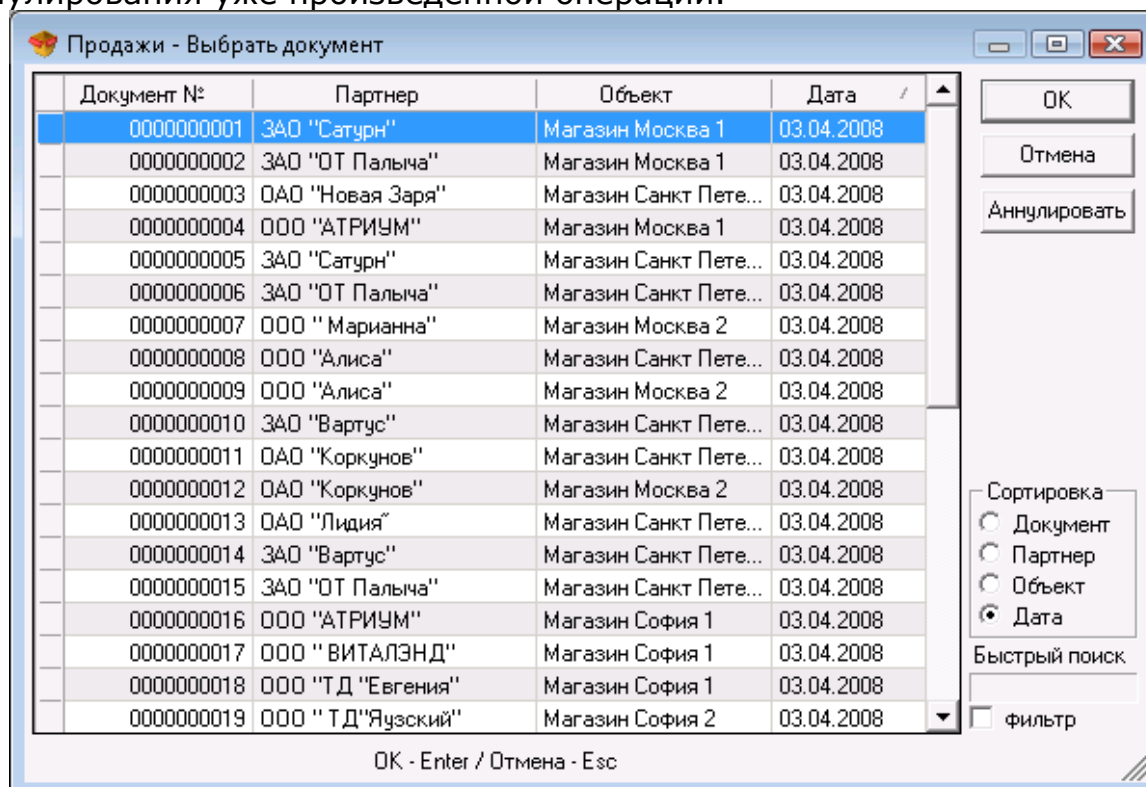 нулирования уже произведенной операции.
Продажи - Выбрать документ
Документ № Партнер Объект Дата
0000000001 ЗАО "Сатурн" Магазин Москва 1 03.04.2008
0000000002 ЗАО "ОТ Палыча" Магазин Москва 1 03.04.2008
0000000003 ОАО "Новая Заря" Магазин Санкт Пете... 03.04.2008
0000000004 ООО "АТРИУМ" Магазин Москва 1 03.04.2008
0000000005 ЗАО "Сатурн" Магазин Санкт Пете... 03.04.2008
0000000006 ЗАО "ОТ Палыча" Магазин Санкт Пете... 03.04.2008
0000000007 ООО " Марианна" Магазин Москва 2 03.04.2008
0000000008 ООО "Алиса" Магазин Санкт Пете... 03.04.2008
0000000009 ООО "Алиса" Магазин Москва 2 03.04.2008
0000000010 ЗАО "Вартус" Магазин Санкт Пете... 03.04.2008
0000000011 ОАО "Коркунов" Магазин Санкт Пете... 03.04.2008
0000000012 ОАО "Коркунов" Магазин Москва 2 03.04.2008
0000000013 ОАО "Лидия" Магазин Санкт Пете... 03.04.2008
0000000014 ЗАО "Вартус" Магазин Санкт Пете... 03.04.2008
0000000015 ЗАО "ОТ Палыча" Магазин Санкт Пете... 03.04.2008
0000000016 ООО "АТРИУМ" Магазин София 1 03.04.2008
0000000017 ООО " ВИТАЛЭНД" Магазин София 1 03.04.2008
0000000018 ООО "ТД "Евгения" Магазин София 1 03.04.2008
0000000019 ООО " ТД"Яузский" Магазин София 2 03.04.2008
OK
Отмена
Аннулировать
Сортировка
Документ
Партнер
Объект
Дата
Быстрый поиск
фильтр
OK - Enter / Отмена - Esc